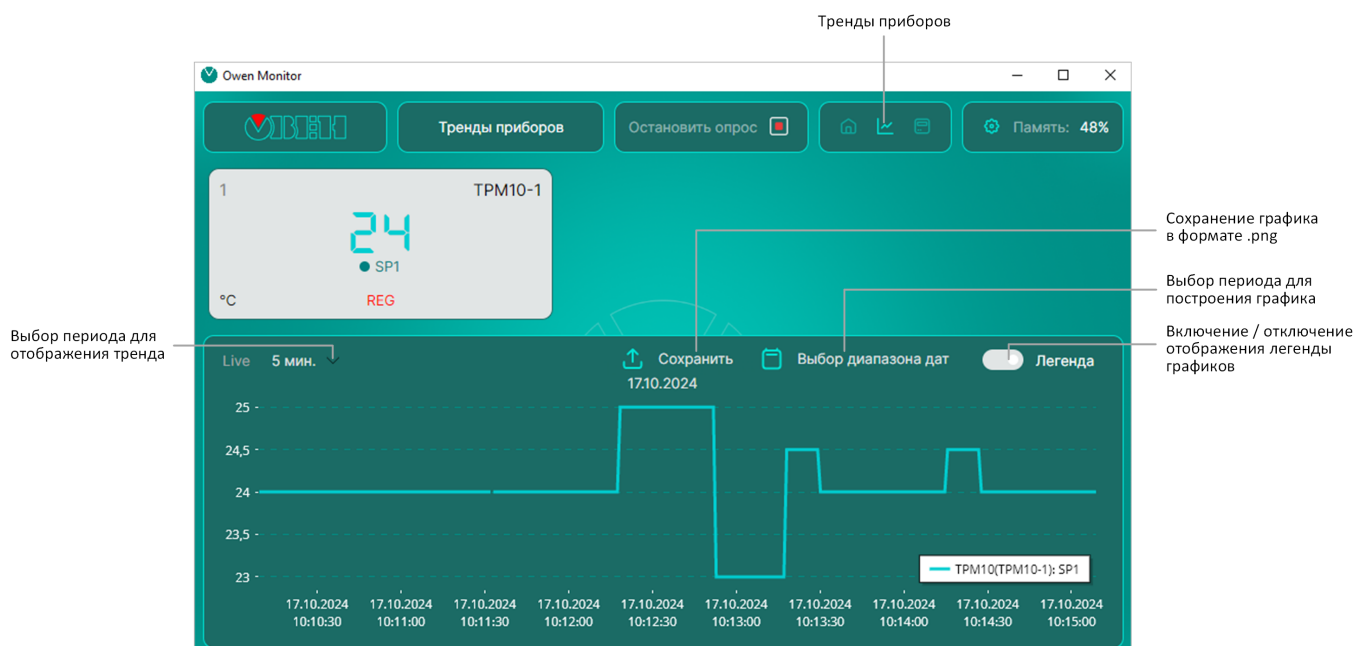 Тренды приборов
Owen Monitor
ОВЕН
Тренды приборов
Остановить опрос
Память: 48%
1
ТРМ10-1
24
SP1
°C
REG
Сохранение графика
в формате .png
Выбор периода для
построения графика
Включение / отключение
отображения легенды
графиков
Выбор периода для
отображения тренда
Live
5 мин.
Сохранить
Выбор диапазона дат
Легенда
17.10.2024
25
24,5
24
23,5
23
ТРМ10(ТРМ10-1): SP1
17.10.2024 17.10.2024 17.10.2024 17.10.2024 17.10.2024 17.10.2024 17.10.2024 17.10.2024 17.10.2024 17.10.2024
10:10:30 10:11:00 10:11:30 10:12:00 10:12:30 10:13:00 10:13:30 10:14:00 10:14:30 10:15:00